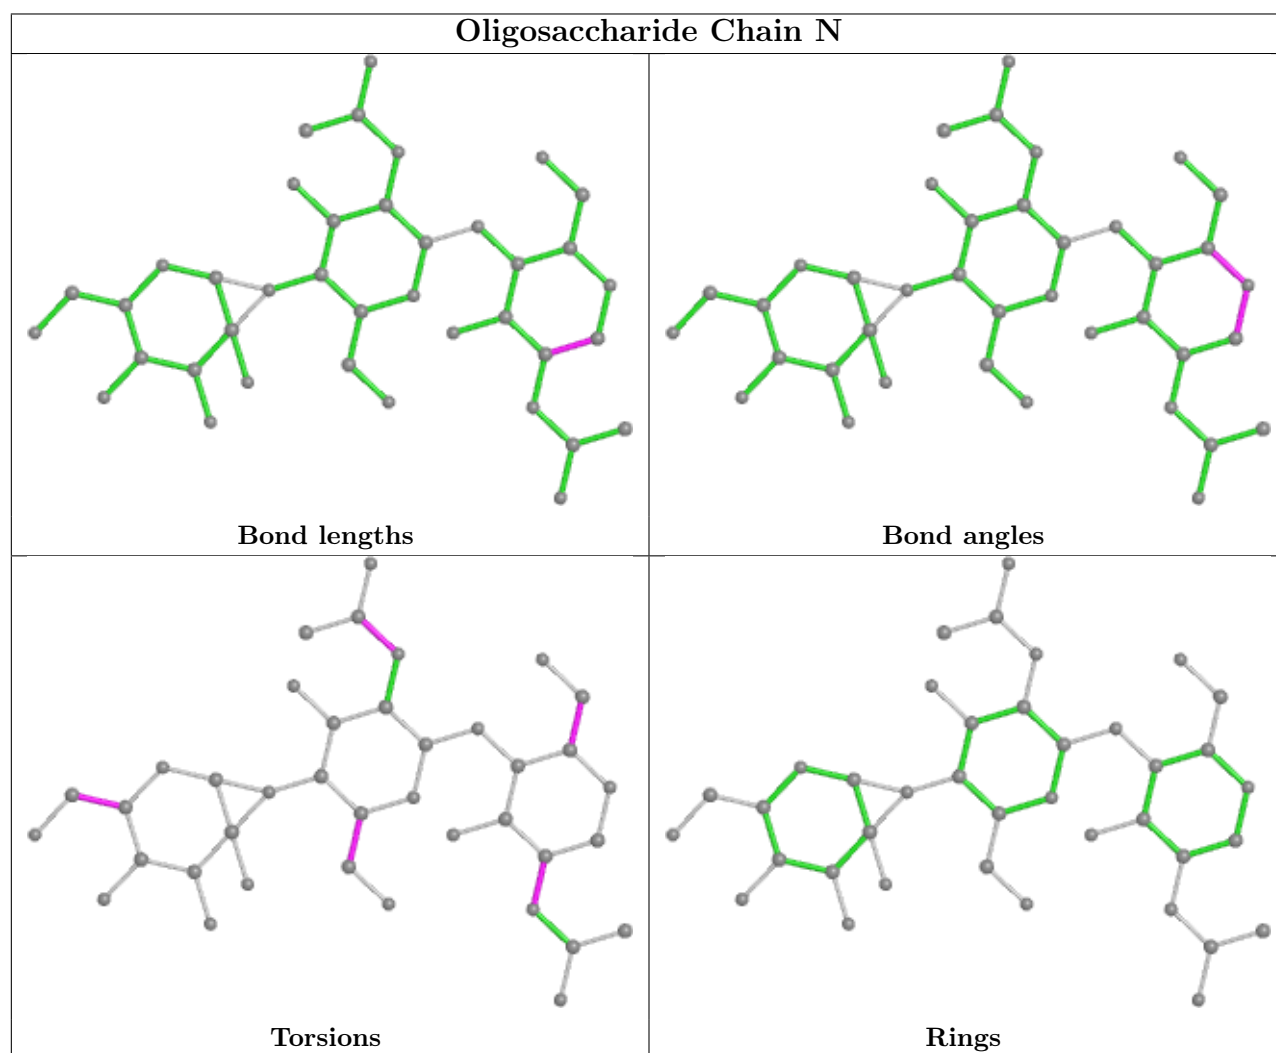 Oligosaccharide Chain N
Bond lengths
Bond angles
Torsions
Rings